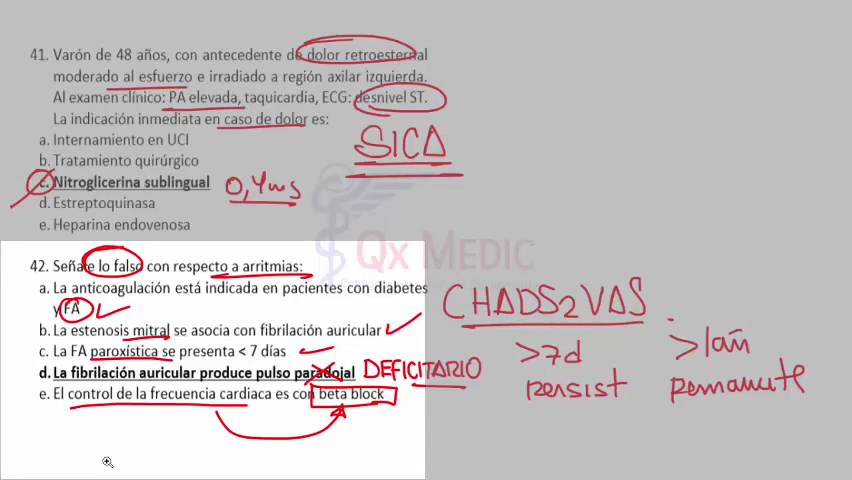 41. Varón de 48 años, con antecedente de dolor retroesternal
moderado al esfuerzo e irradiado a región axilar izquierda.
Al examen clínico: PA elevada, taquicardia, ECG: desnivel ST.
La indicación inmediata en caso de dolor es:
SICA
a. Internamiento en UCI
b. Tratamiento quirúrgico
c. Nitroglicerina sublingual 0,4mg
d. Estreptoquinasa
e. Heparina endovenosa
Qx MEDIC
42. Señale lo falso con respecto a arritmias:
a. La anticoagulación está indicada en pacientes con diabetes
y FA
CHADS2VAS
b. La estenosis mitral se asocia con fibrilación auricular
c. La FA paroxística se presenta < 7 días
>7d
persist
>1añ
permanente
d. La fibrilación auricular produce pulso paradojal DEFICITARIO
e. El control de la frecuencia cardiaca es con beta block